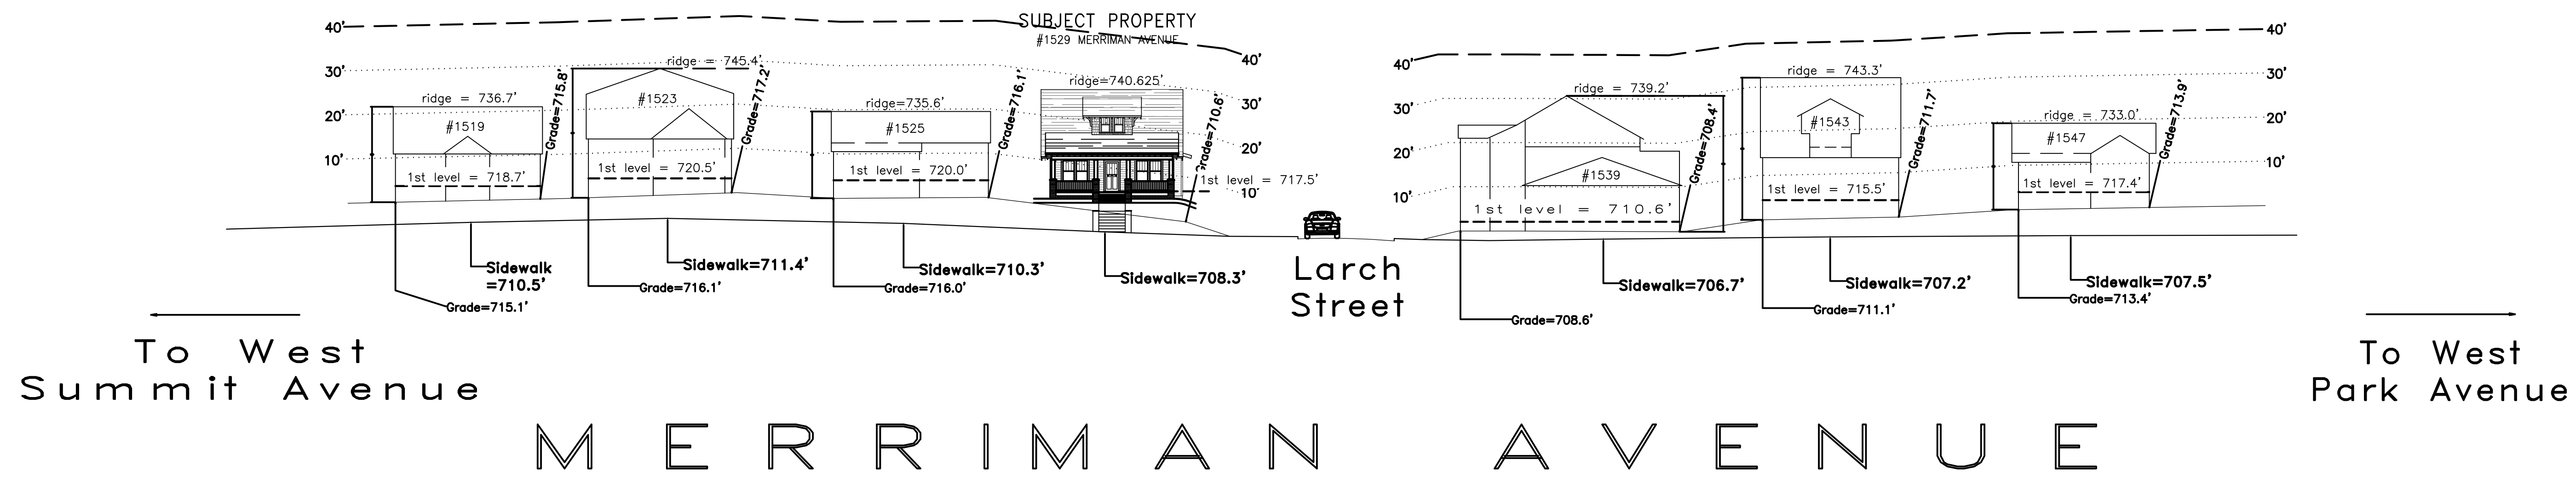 SUBJECT PROPERTY
#1529 MERRIMAN AVENUE
40'
30'
20'
10'
ridge = 736.7'
#1519
1st level = 718.7'
Grade=715.8'
ridge = 745.4'
#1523
1st level = 720.5'
Grade=717.2'
ridge=735.6'
#1525
1st level = 720.0'
Grade=716.1'
ridge=740.625'
Grade=710.6'
1st level = 717.5'
40'
30'
20'
10'
40'
30'
20'
10'
ridge = 739.2'
#1539
1st level = 710.6'
Grade=708.4'
ridge = 743.3'
#1543
1st level = 715.5'
Grade=711.7'
ridge = 733.0'
#1547
1st level = 717.4'
Grade=713.9'
40'
30'
20'
10'
Sidewalk
=710.5'
Grade=715.1'
Sidewalk=711.4'
Grade=716.1'
Sidewalk=710.3'
Grade=716.0'
Sidewalk=708.3'
Larch
Street
Sidewalk=706.7'
Grade=708.6'
Sidewalk=707.2'
Grade=711.1'
Sidewalk=707.5'
Grade=713.4'
To West
Summit Avenue
To West
Park Avenue
MERRIMAN AVENUE